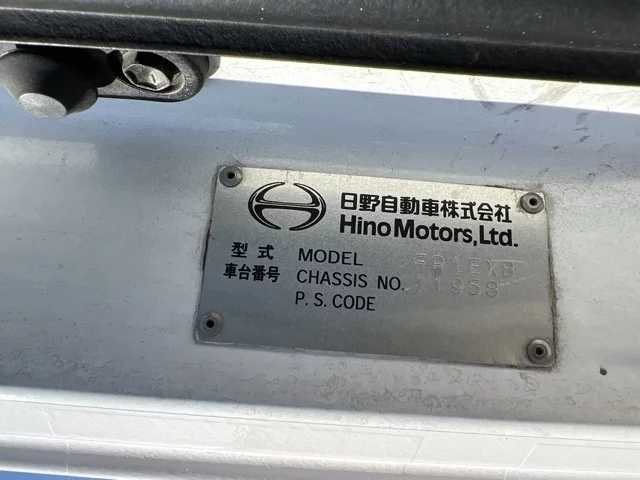 日野自動車株式会社
Hino Motors, Ltd.
型式 MODEL
車台番号 CHASSIS NO.
P. S. CODE